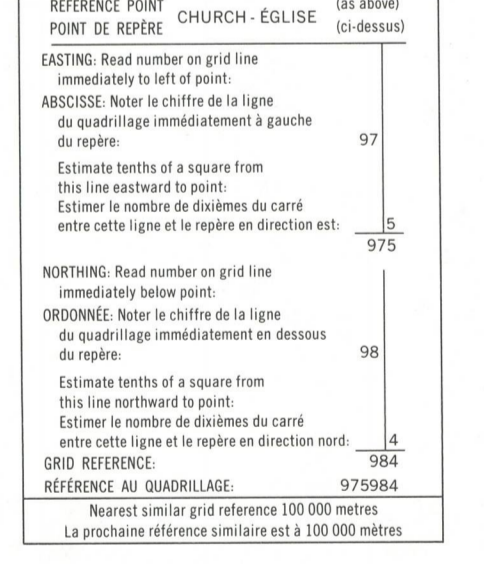 REFERENCE POINT CHURCH - ÉGLISE (as above)
POINT DE REPÈRE (ci-dessus)
EASTING: Read number on grid line
immediately to left of point:
ABSCISSE: Noter le chiffre de la ligne
du quadrillage immédiatement à gauche
du repère: 97
Estimate tenths of a square from
this line eastward to point:
Estimer le nombre de dixièmes du carré
entre cette ligne et le repère en direction est: 5
975
NORTHING: Read number on grid line
immediately below point:
ORDONNÉE: Noter le chiffre de la ligne
du quadrillage immédiatement en dessous
du repère: 98
Estimate tenths of a square from
this line northward to point:
Estimer le nombre de dixièmes du carré
entre cette ligne et le repère en direction nord: 4
GRID REFERENCE: 984
RÉFÉRENCE AU QUADRILLAGE: 975984
Nearest similar grid reference 100 000 metres
La prochaine référence similaire est à 100 000 mètres